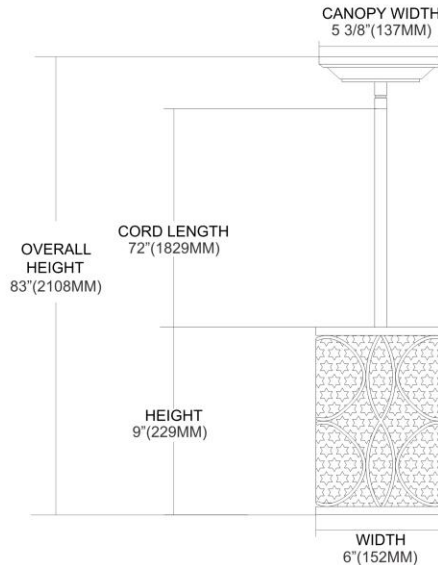 CANOPY WIDTH
5 3/8”(137MM)
CORD LENGTH
72”(1829MM)
OVERALL
HEIGHT
83”(2108MM)
HEIGHT
9”(229MM)
WIDTH
6”(152MM)